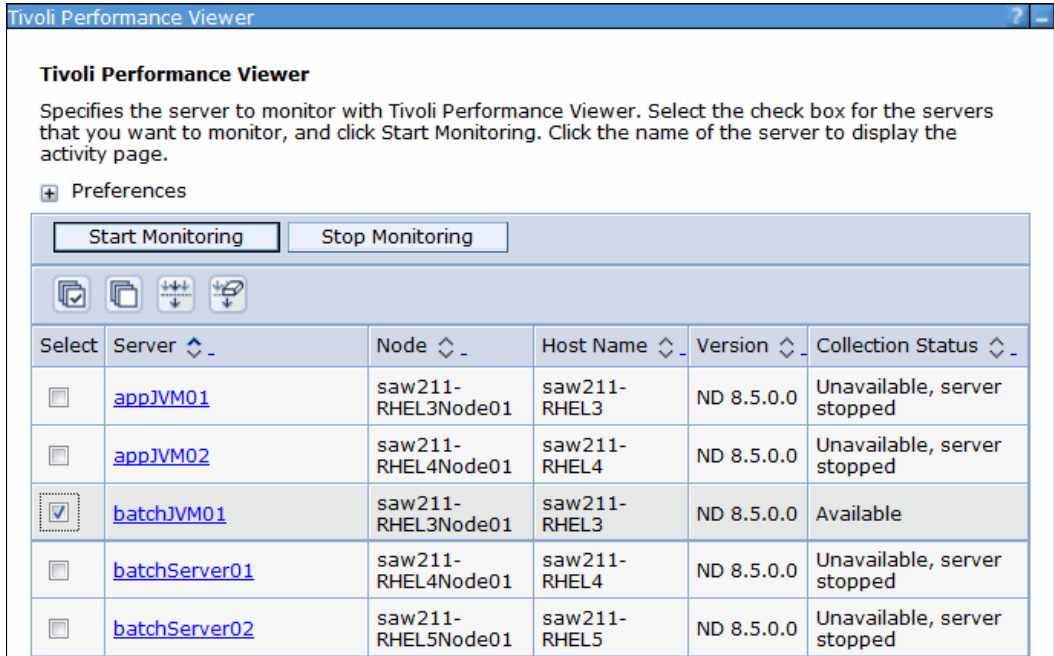 Tivoli Performance Viewer
?
Tivoli Performance Viewer
Specifies the server to monitor with Tivoli Performance Viewer. Select the check box for the servers
that you want to monitor, and click Start Monitoring. Click the name of the server to display the
activity page.
Preferences
Start Monitoring Stop Monitoring
Select Server Node Host Name Version Collection Status
appJVM01 saw211-RHEL3Node01 saw211-RHEL3 ND 8.5.0.0 Unavailable, server stopped
appJVM02 saw211-RHEL4Node01 saw211-RHEL4 ND 8.5.0.0 Unavailable, server stopped
batchJVM01 saw211-RHEL3Node01 saw211-RHEL3 ND 8.5.0.0 Available
batchServer01 saw211-RHEL4Node01 saw211-RHEL4 ND 8.5.0.0 Unavailable, server stopped
batchServer02 saw211-RHEL5Node01 saw211-RHEL5 ND 8.5.0.0 Unavailable, server stopped